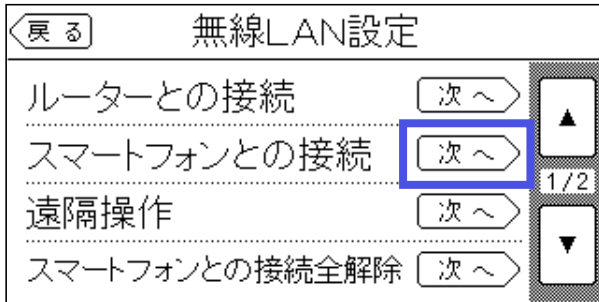 戻る 無線LAN設定
ルーターとの接続 次へ
スマートフォンとの接続 次へ
1/2
遠隔操作 次へ
スマートフォンとの接続全解除 次へ